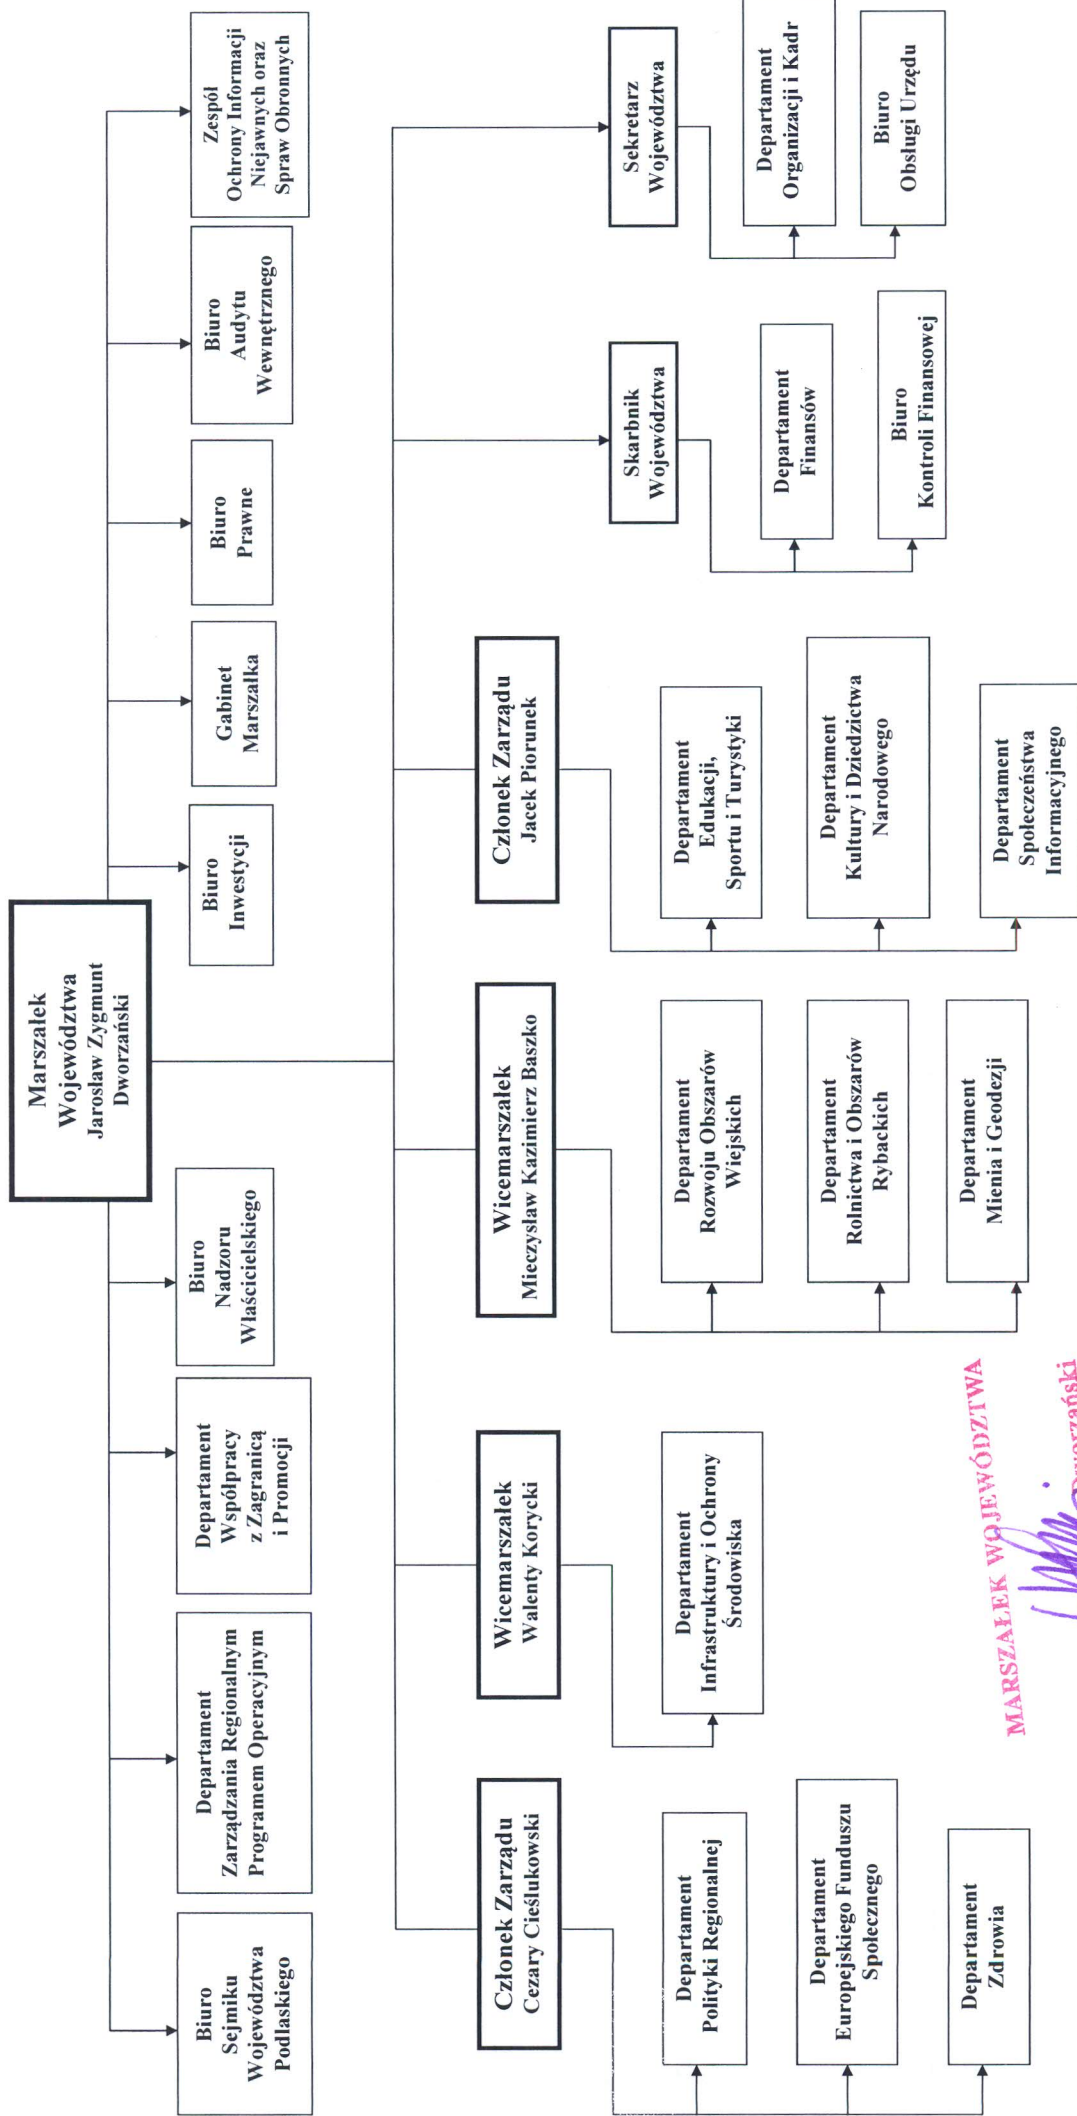 Marszałek
Województwa
Jarosław Zygmunt
Dworzański
Biuro
Sejmiku
Województwa
Podlaskiego
Departament
Zarządzania Regionalnym
Programem Operacyjnym
Departament
Współpracy
z Zagranicą
i Promocji
Biuro
Nadzoru
Właścicielskiego
Biuro
Inwestycji
Gabinet
Marszałka
Biuro
Prawne
Biuro
Audytu
Wewnętrznego
Zespół
Ochrony Informacji
Niejawnych oraz
Spraw Obronnych
Członek Zarządu
Cezary Cieślukowski
Departament
Polityki Regionalnej
Departament
Europejskiego Funduszu
Społecznego
Departament
Zdrowia
Wicemarszałek
Walenty Korycki
Departament
Infrastruktury i Ochrony
Środowiska
Wicemarszałek
Mieczysław Kazimierz Baszko
Departament
Rozwoju Obszarów
Wiejskich
Departament
Rolnictwa i Obszarów
Rybackich
Departament
Mienia i Geodezji
Członek Zarządu
Jacek Piorunek
Departament
Edukacji,
Sportu i Turystyki
Departament
Kultury i Dziedzictwa
Narodowego
Departament
Społeczeństwa
Informacyjnego
Skarbnik
Województwa
Departament
Finansów
Biuro
Kontroli Finansowej
Sekretarz
Województwa
Departament
Organizacji i Kadr
Biuro
Obsługi Urzędu
MARSZAŁEK WOJEWÓDZTWA
Dworzański